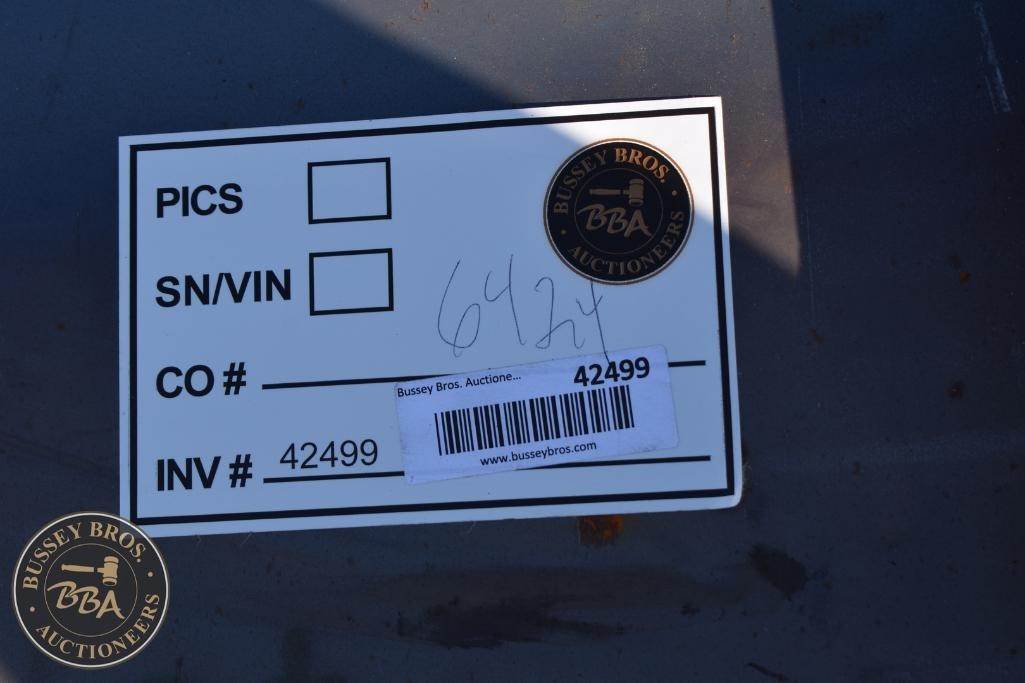 PICS
BUSSEY BROS.
BBA
AUCTIONEERS
SN/VIN
6424
CO #
Bussey Bros. Auctione... 42499
www.busseybros.com
INV # 42499
BUSSEY BROS.
BBA
AUCTIONEERS